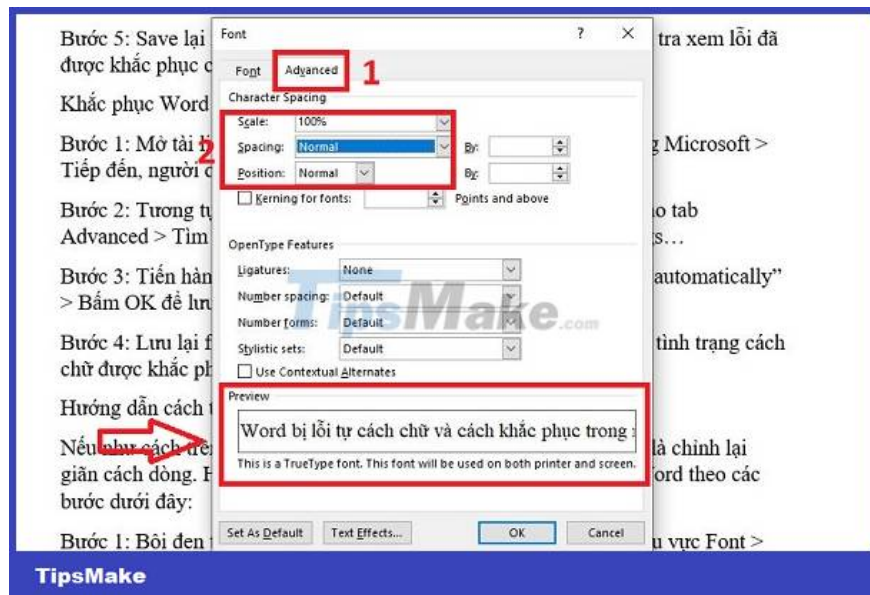 Bước 5: Save lại
tra xem lỗi đã
được khắc phục
Khắc phục Word
Bước 1: Mở tài
Microsoft >
Tiếp đến, người
Bước 2: Tương tự
tab
Advanced > Tìm
Bước 3: Tiến hàn
automatically”
> Bấm OK để lưu
Bước 4: Lưu lại f
tình trạng cách
chữ được khắc ph
Hướng dẫn cách
Nếu như cách trê
là chỉnh lại
giãn cách dòng. H
ord theo các
bước dưới đây:
Bước 1: Bôi đen
u vực Font >
Font ? ×
Font Advanced 1
Character Spacing
2
Scale: 100%
Spacing: Normal By:
Position: Normal By:
Kerning for fonts: Points and above
OpenType Features
Ligatures: None
Number spacing: Default
Number forms: Default
Stylistic sets: Default
Use Contextual Alternates
TipsMake.com
Preview
Word bị lỗi tự cách chữ và cách khắc phục trong
This is a TrueType font. This font will be used on both printer and screen.
Set As Default Text Effects... OK Cancel
TipsMake